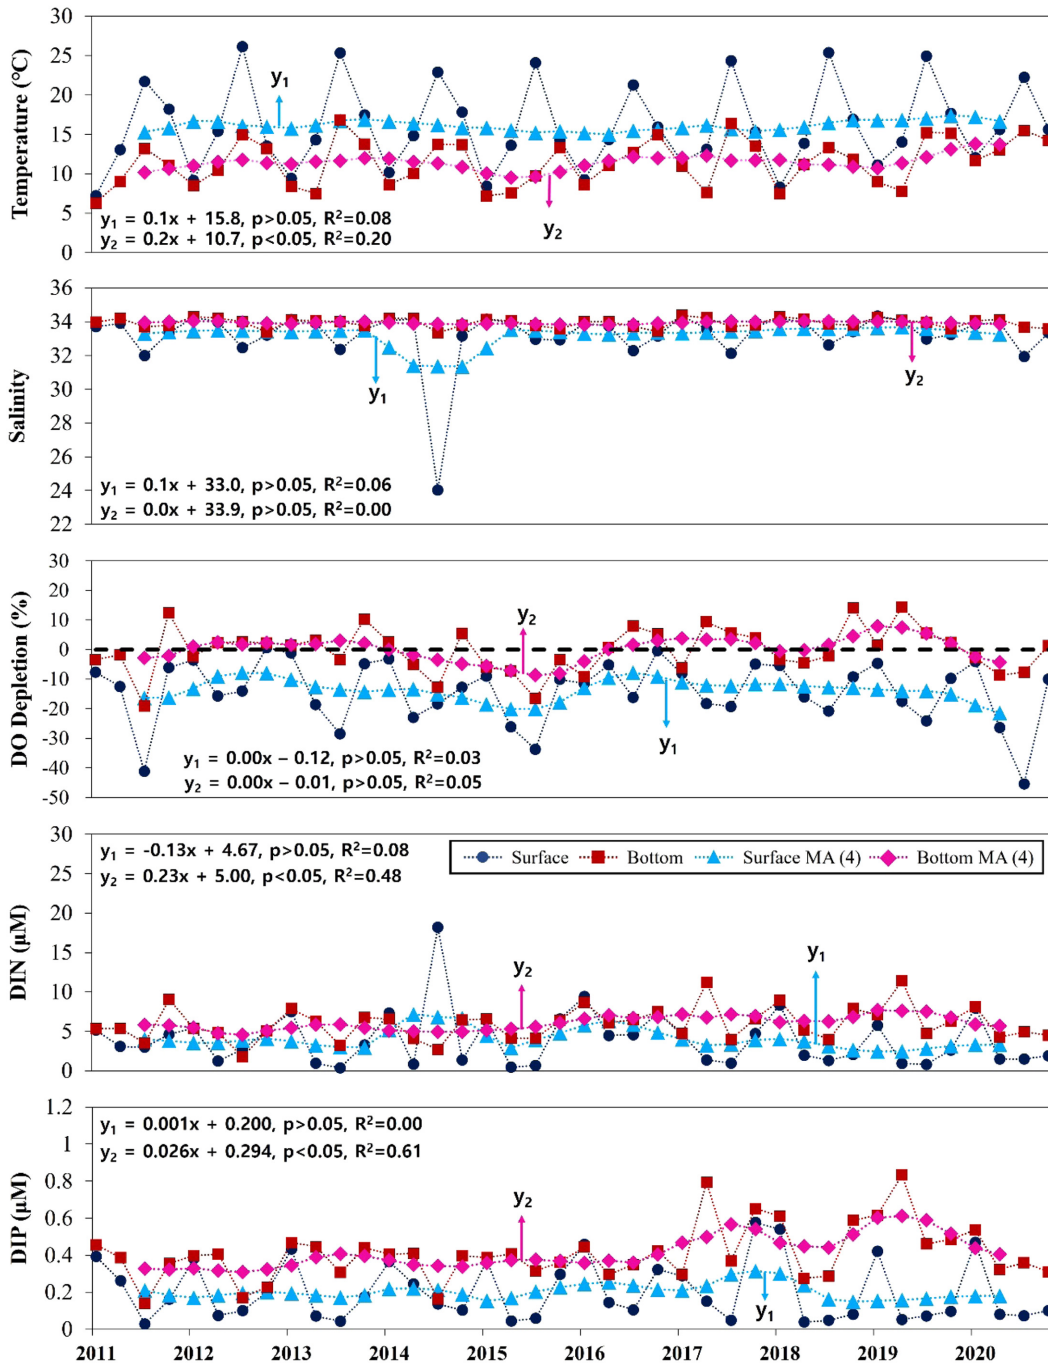 30
25
20
15
10
5
0
Temperature (℃)
y₁
y₂
y₁ = 0.1x + 15.8, p>0.05, R²=0.08
y₂ = 0.2x + 10.7, p<0.05, R²=0.20
36
34
32
30
28
26
24
22
Salinity
y₁
y₂
y₁ = 0.1x + 33.0, p>0.05, R²=0.06
y₂ = 0.0x + 33.9, p>0.05, R²=0.00
30
20
10
0
-10
-20
-30
-40
-50
DO Depletion (%)
y₂
y₁
y₁ = 0.00x – 0.12, p>0.05, R²=0.03
y₂ = 0.00x – 0.01, p>0.05, R²=0.05
30
25
20
15
10
5
0
DIN (μM)
y₁ = -0.13x + 4.67, p>0.05, R²=0.08
y₂ = 0.23x + 5.00, p<0.05, R²=0.48
Surface Bottom Surface MA (4) Bottom MA (4)
y₂
y₁
1.2
1
0.8
0.6
0.4
0.2
0
DIP (μM)
y₁ = 0.001x + 0.200, p>0.05, R²=0.00
y₂ = 0.026x + 0.294, p<0.05, R²=0.61
y₂
y₁
2011 2012 2013 2014 2015 2016 2017 2018 2019 2020